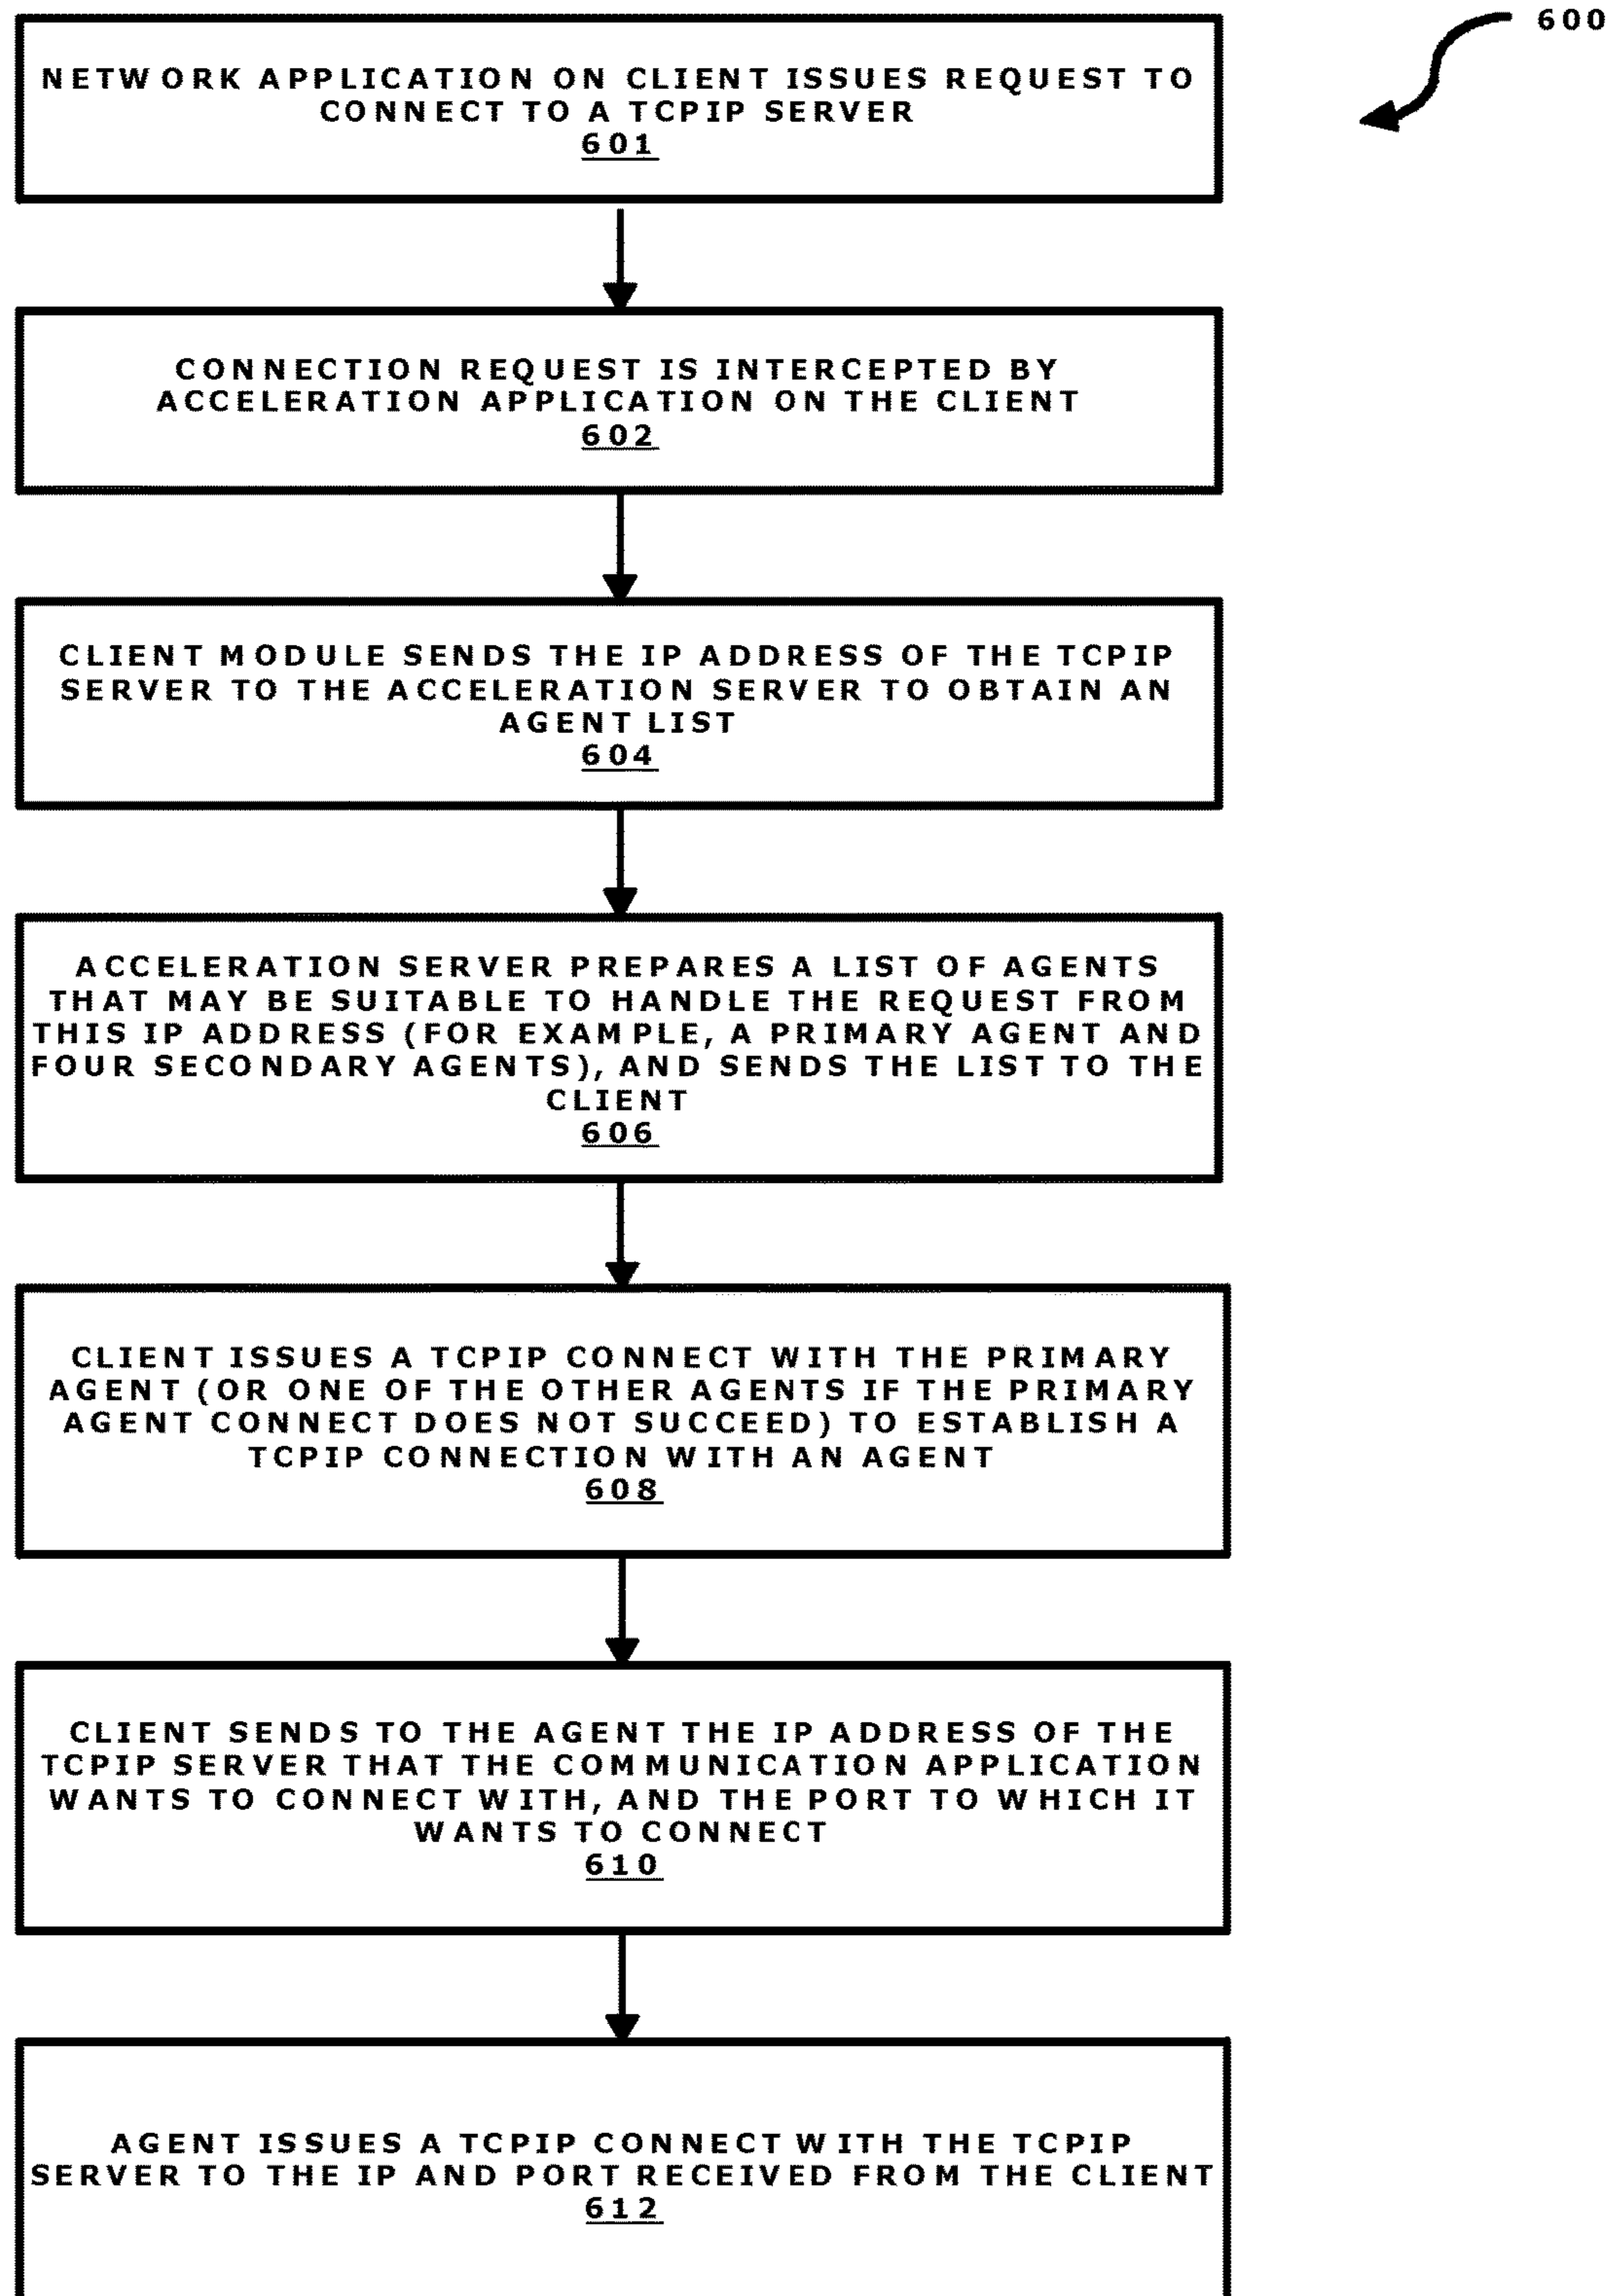 600
NETWORK APPLICATION ON CLIENT ISSUES REQUEST TO
CONNECT TO A TCPIP SERVER
601
CONNECTION REQUEST IS INTERCEPTED BY
ACCELERATION APPLICATION ON THE CLIENT
602
CLIENT MODULE SENDS THE IP ADDRESS OF THE TCPIP
SERVER TO THE ACCELERATION SERVER TO OBTAIN AN
AGENT LIST
604
ACCELERATION SERVER PREPARES A LIST OF AGENTS
THAT MAY BE SUITABLE TO HANDLE THE REQUEST FROM
THIS IP ADDRESS (FOR EXAMPLE, A PRIMARY AGENT AND
FOUR SECONDARY AGENTS), AND SENDS THE LIST TO THE
CLIENT
606
CLIENT ISSUES A TCPIP CONNECT WITH THE PRIMARY
AGENT (OR ONE OF THE OTHER AGENTS IF THE PRIMARY
AGENT CONNECT DOES NOT SUCCEED) TO ESTABLISH A
TCPIP CONNECTION WITH AN AGENT
608
CLIENT SENDS TO THE AGENT THE IP ADDRESS OF THE
TCPIP SERVER THAT THE COMMUNICATION APPLICATION
WANTS TO CONNECT WITH, AND THE PORT TO WHICH IT
WANTS TO CONNECT
610
AGENT ISSUES A TCPIP CONNECT WITH THE TCPIP
SERVER TO THE IP AND PORT RECEIVED FROM THE CLIENT
612